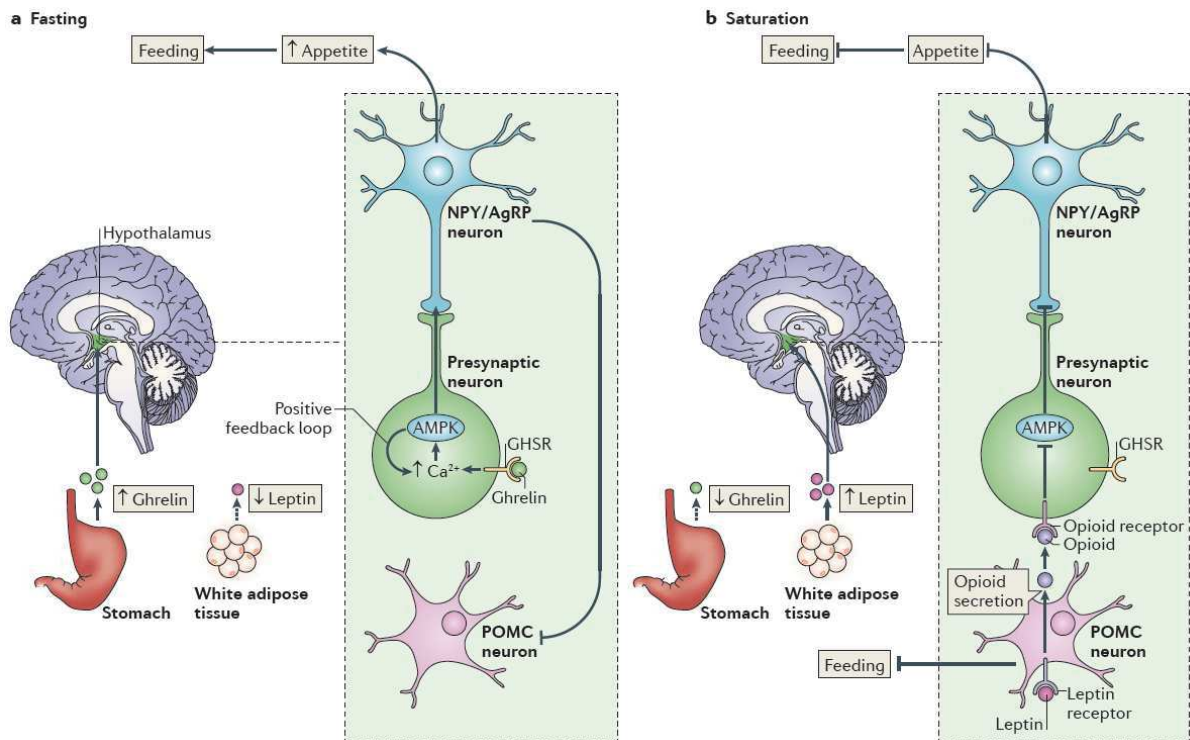 a Fasting
Feeding
↑ Appetite
NPY/AgRP
neuron
Hypothalamus
Presynaptic
neuron
Positive
feedback loop
AMPK
↑ Ca²⁺
GHSR
Ghrelin
↑ Ghrelin
↓ Leptin
Stomach
White adipose
tissue
POMC
neuron
b Saturation
Feeding
Appetite
NPY/AgRP
neuron
Presynaptic
neuron
AMPK
GHSR
↓ Ghrelin
↑ Leptin
Opioid receptor
Opioid
Stomach
White adipose
tissue
Opioid
secretion
POMC
neuron
Feeding
Leptin
receptor
Leptin